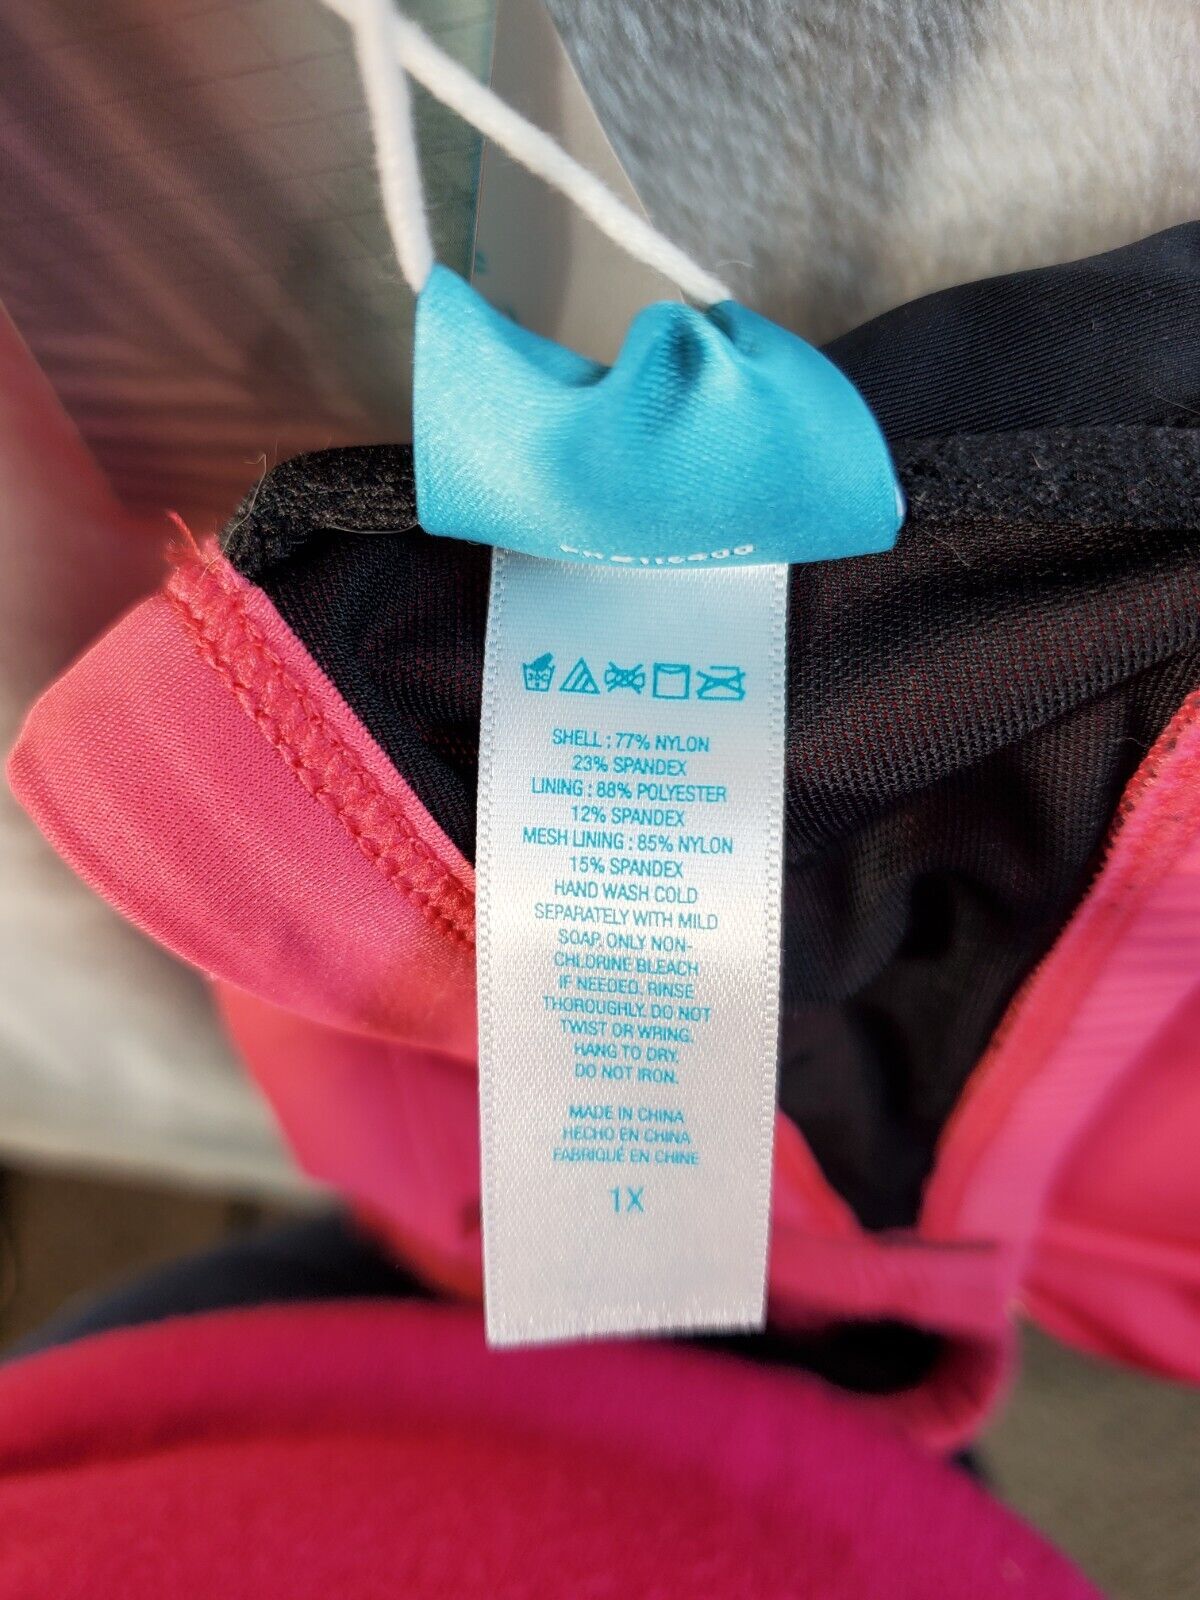 30C
SHELL : 77% NYLON
23% SPANDEX
LINING : 88% POLYESTER
12% SPANDEX
MESH LINING : 85% NYLON
15% SPANDEX
HAND WASH COLD
SEPARATELY WITH MILD
SOAP, ONLY NON-
CHLORINE BLEACH
IF NEEDED. RINSE
THOROUGHLY. DO NOT
TWIST OR WRING.
HANG TO DRY.
DO NOT IRON.
MADE IN CHINA
HECHO EN CHINA
FABRIQUÉ EN CHINE
1X